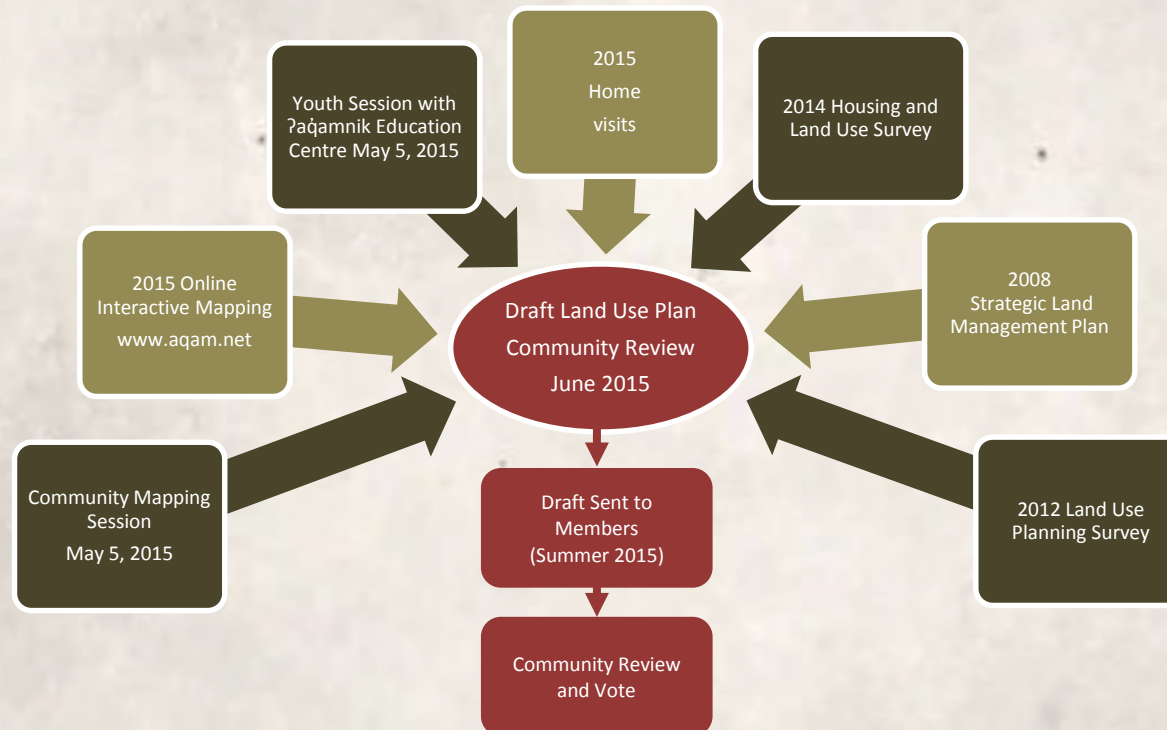 2015
Home
visits
Youth Session with
ʔaq̓amnik Education
Centre May 5, 2015
2014 Housing and
Land Use Survey
2015 Online
Interactive Mapping
www.aqam.net
2008
Strategic Land
Management Plan
Draft Land Use Plan
Community Review
June 2015
Community Mapping
Session
May 5, 2015
2012 Land Use
Planning Survey
Draft Sent to
Members
(Summer 2015)
Community Review
and Vote